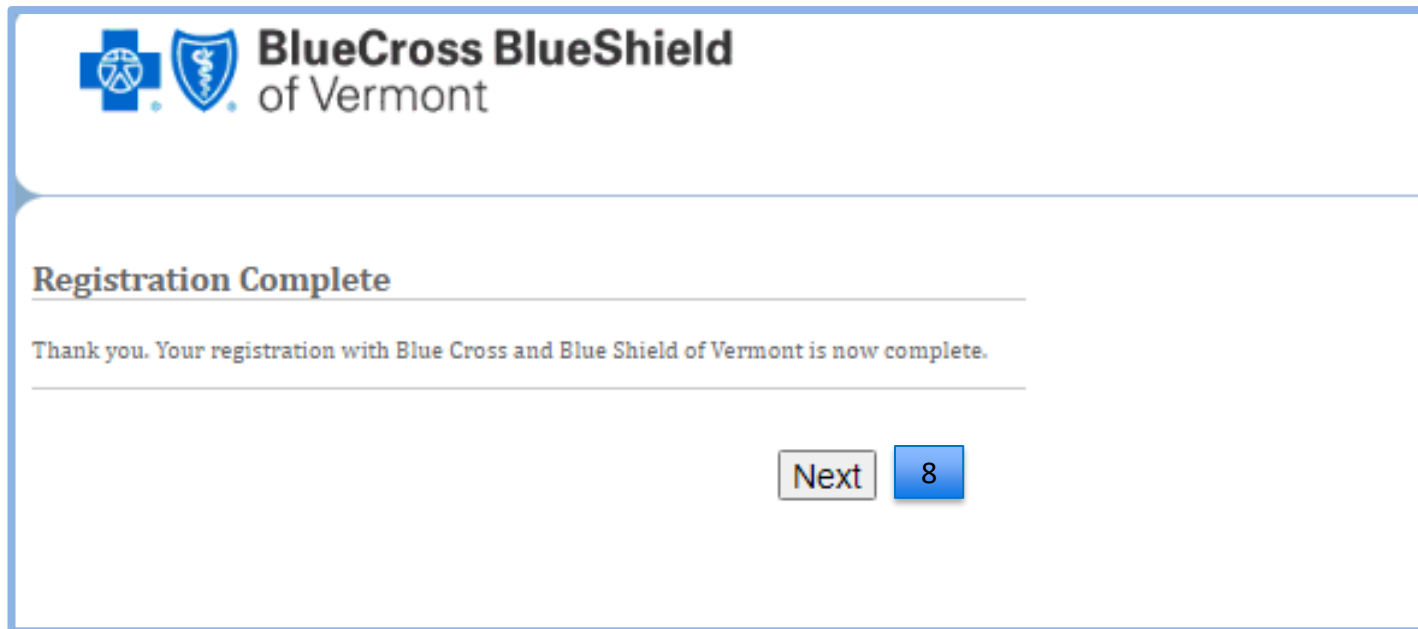 BlueCross BlueShield
of Vermont
Registration Complete
Thank you. Your registration with Blue Cross and Blue Shield of Vermont is now complete.
Next 8